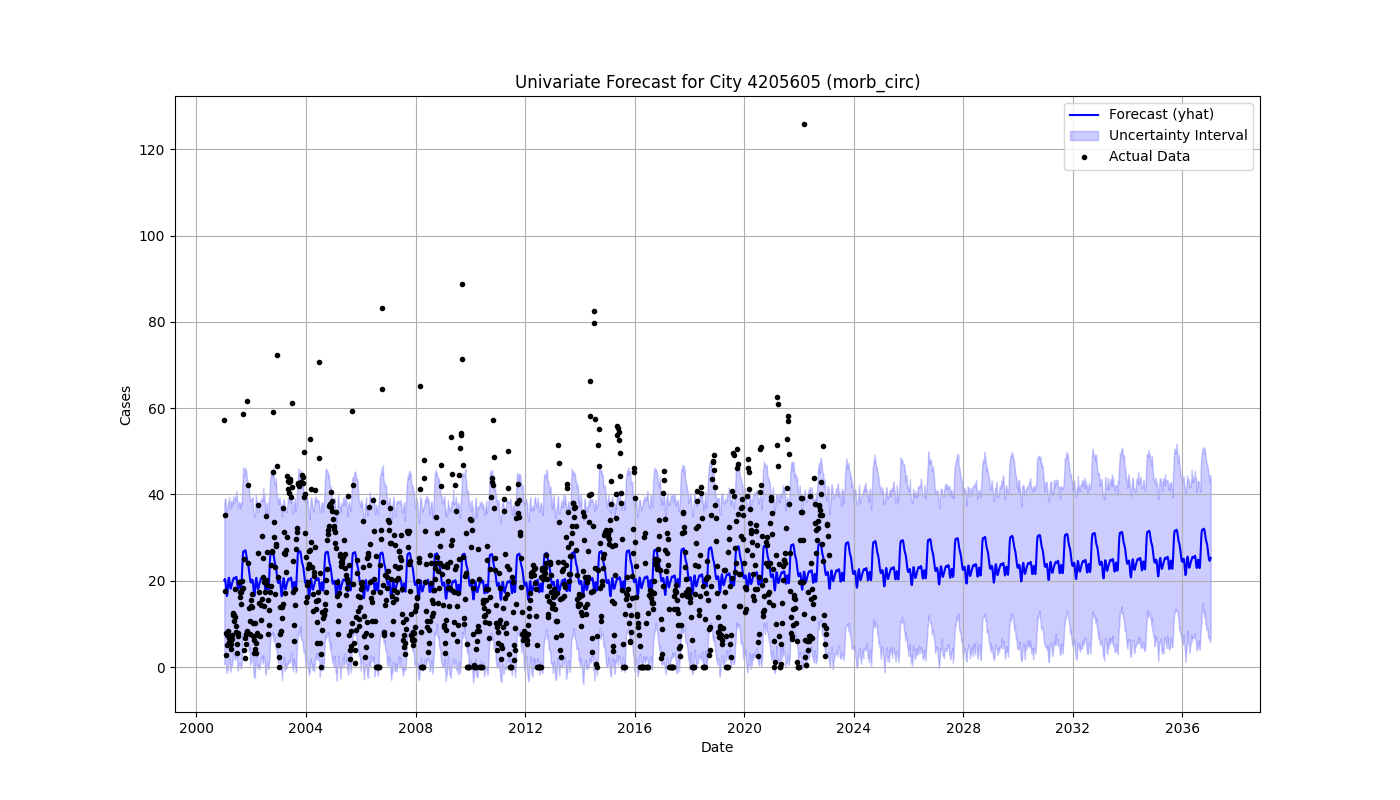 Univariate Forecast for City 4205605 (morb_circ)
Forecast (yhat)
Uncertainty Interval
Actual Data
Cases
120
100
80
60
40
20
0
2000 2004 2008 2012 2016 2020 2024 2028 2032 2036
Date